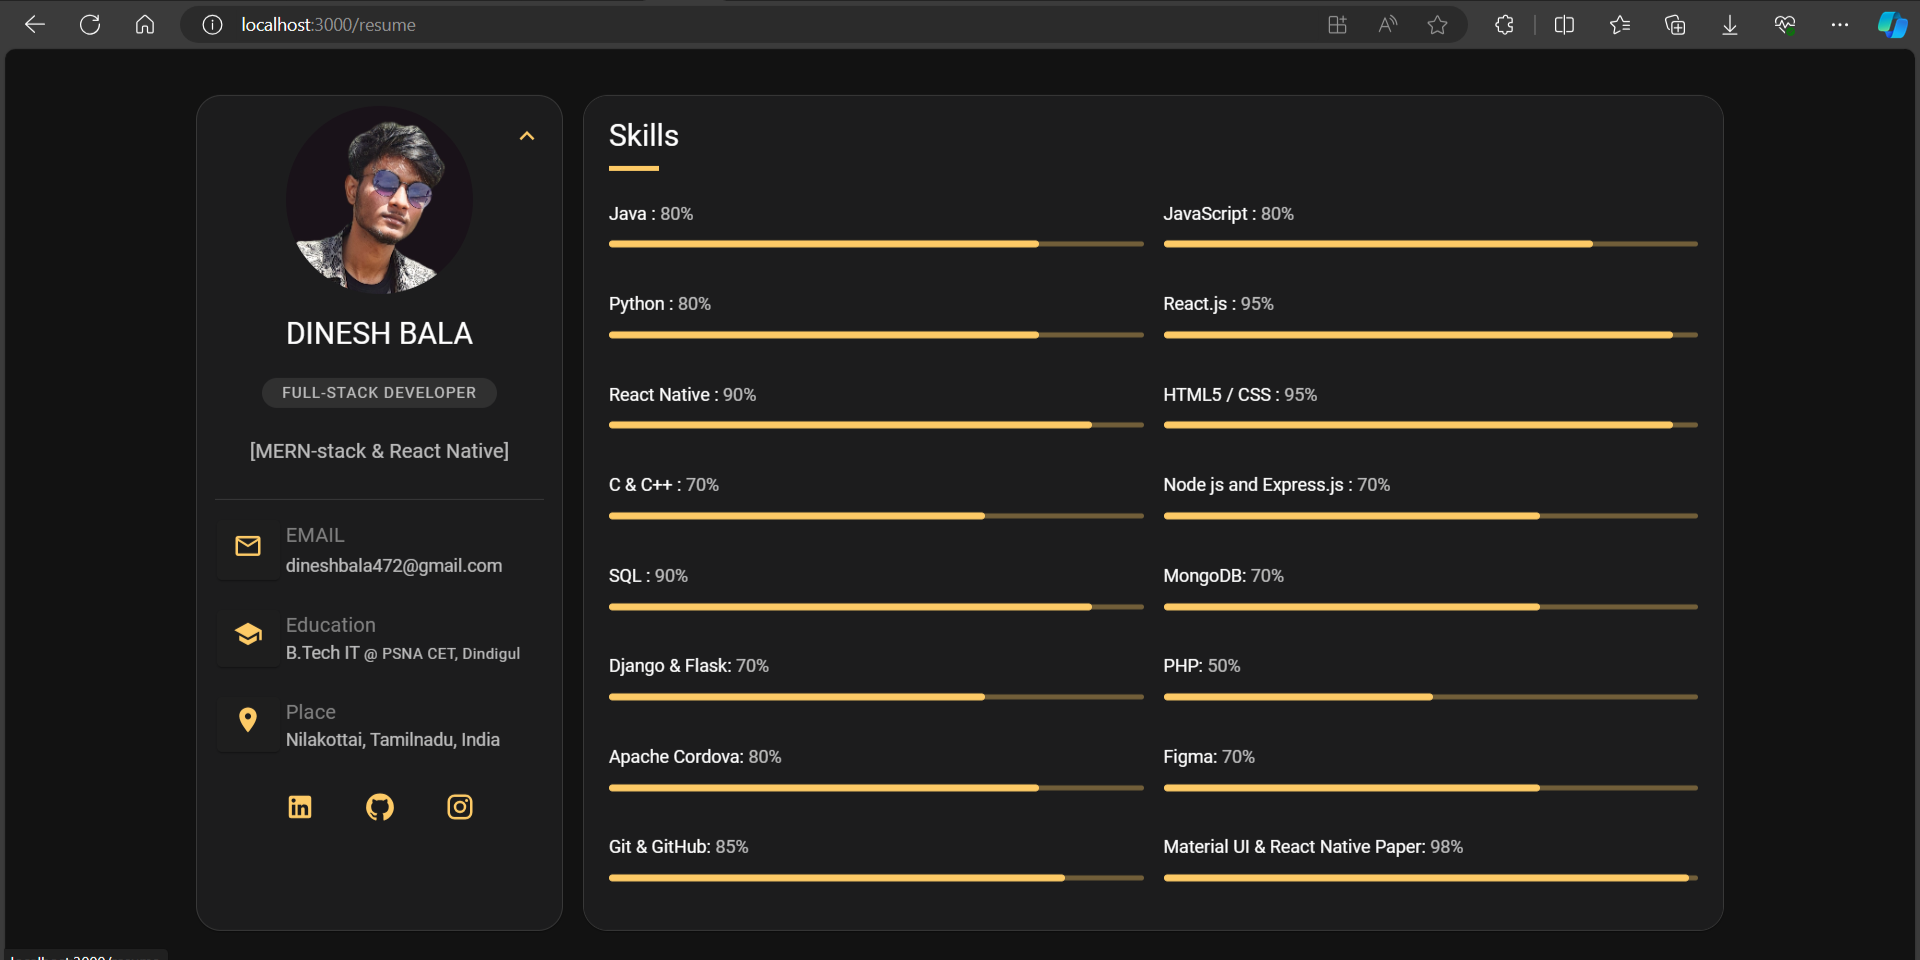 localhost:3000/resume
DINESH BALA
FULL-STACK DEVELOPER
[MERN-stack & React Native]
EMAIL
dineshbala472@gmail.com
Education
B.Tech IT @ PSNA CET, Dindigul
Place
Nilakottai, Tamilnadu, India
Skills
Java : 80%
JavaScript : 80%
Python : 80%
React.js : 95%
React Native : 90%
HTML5 / CSS : 95%
C & C++ : 70%
Node js and Express.js : 70%
SQL : 90%
MongoDB: 70%
Django & Flask: 70%
PHP: 50%
Apache Cordova: 80%
Figma: 70%
Git & GitHub: 85%
Material UI & React Native Paper: 98%